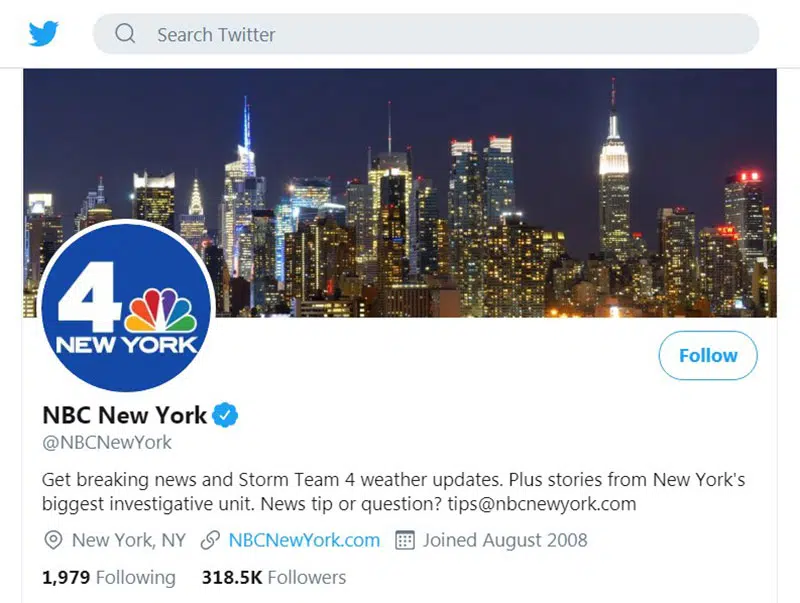 Search Twitter
4
NEW YORK
Follow
NBC New York
@NBCNewYork
Get breaking news and Storm Team 4 weather updates. Plus stories from New York's
biggest investigative unit. News tip or question? tips@nbcnewyork.com
New York, NY NBCNewYork.com Joined August 2008
1,979 Following 318.5K Followers